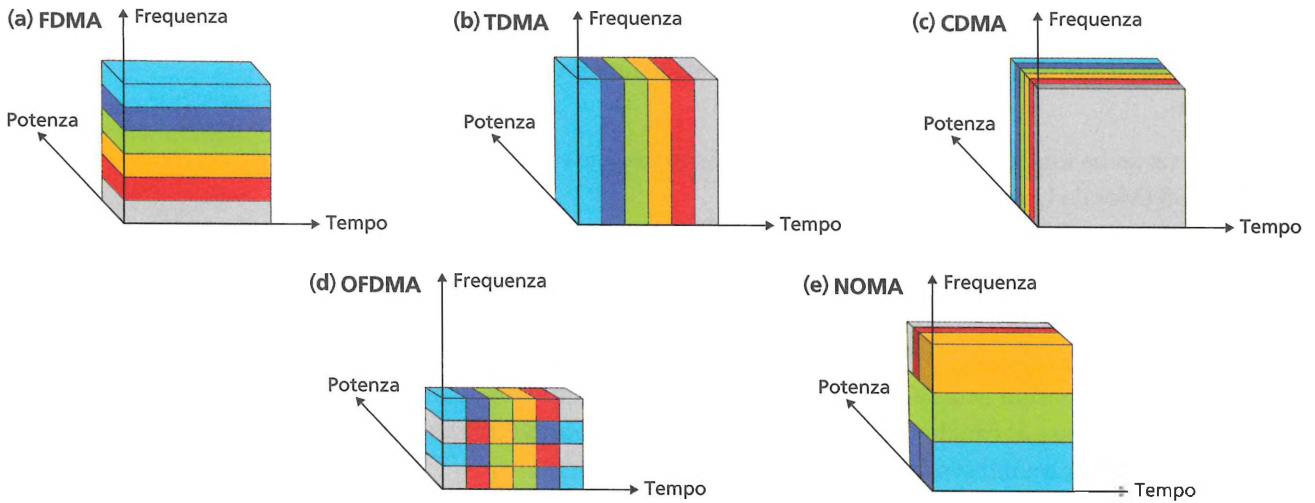 (a) FDMA
Frequenza
Potenza
Tempo
(b) TDMA
Frequenza
Potenza
Tempo
(c) CDMA
Frequenza
Potenza
Tempo
(d) OFDMA
Frequenza
Potenza
Tempo
(e) NOMA
Frequenza
Potenza
Tempo